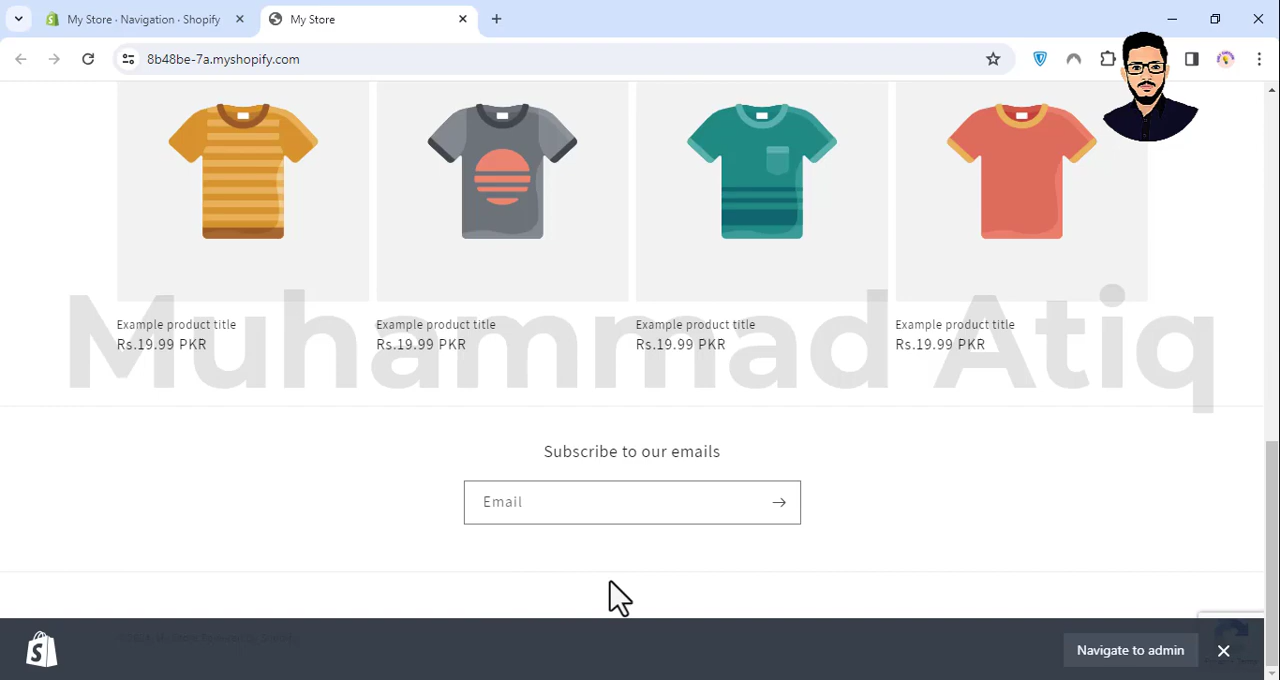 My Store · Navigation · Shopify
My Store
8b48be-7a.myshopify.com
Example product title
Rs.19.99 PKR
Example product title
Rs.19.99 PKR
Example product title
Rs.19.99 PKR
Example product title
Rs.19.99 PKR
Muhammad Atiq
Subscribe to our emails
Email
Navigate to admin